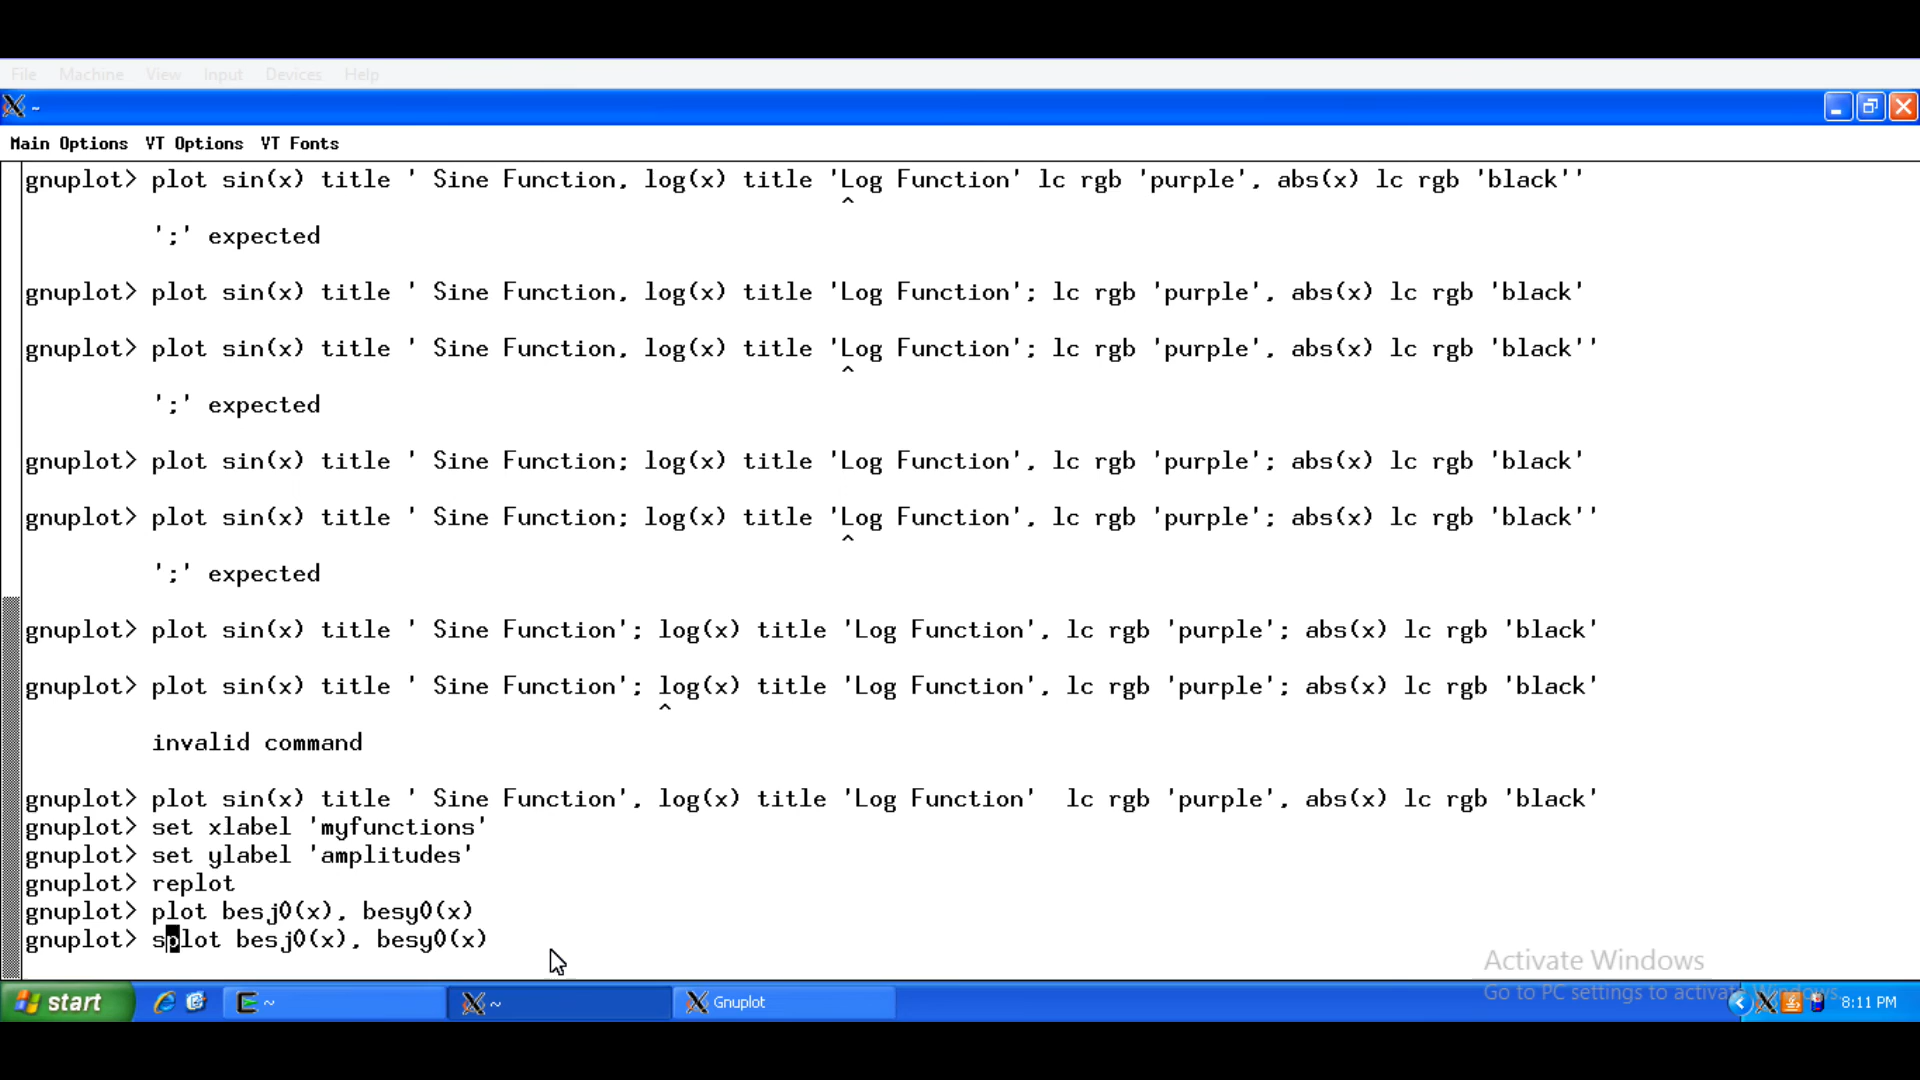 File Machine View Input Devices Help
~
Main Options VT Options VT Fonts
gnuplot> plot sin(x) title ' Sine Function, log(x) title 'Log Function' lc rgb 'purple', abs(x) lc rgb 'black''
^
';' expected
gnuplot> plot sin(x) title ' Sine Function, log(x) title 'Log Function'; lc rgb 'purple', abs(x) lc rgb 'black'
gnuplot> plot sin(x) title ' Sine Function, log(x) title 'Log Function'; lc rgb 'purple', abs(x) lc rgb 'black''
^
';' expected
gnuplot> plot sin(x) title ' Sine Function; log(x) title 'Log Function', lc rgb 'purple'; abs(x) lc rgb 'black'
gnuplot> plot sin(x) title ' Sine Function; log(x) title 'Log Function', lc rgb 'purple'; abs(x) lc rgb 'black''
^
';' expected
gnuplot> plot sin(x) title ' Sine Function'; log(x) title 'Log Function', lc rgb 'purple'; abs(x) lc rgb 'black'
gnuplot> plot sin(x) title ' Sine Function'; log(x) title 'Log Function', lc rgb 'purple'; abs(x) lc rgb 'black'
^
invalid command
gnuplot> plot sin(x) title ' Sine Function', log(x) title 'Log Function'  lc rgb 'purple', abs(x) lc rgb 'black'
gnuplot> set xlabel 'myfunctions'
gnuplot> set ylabel 'amplitudes'
gnuplot> replot
gnuplot> plot besj0(x), besy0(x)
gnuplot> splot besj0(x), besy0(x)
Activate Windows
Go to PC settings to activate Windows.
start ~ ~ Gnuplot 8:11 PM